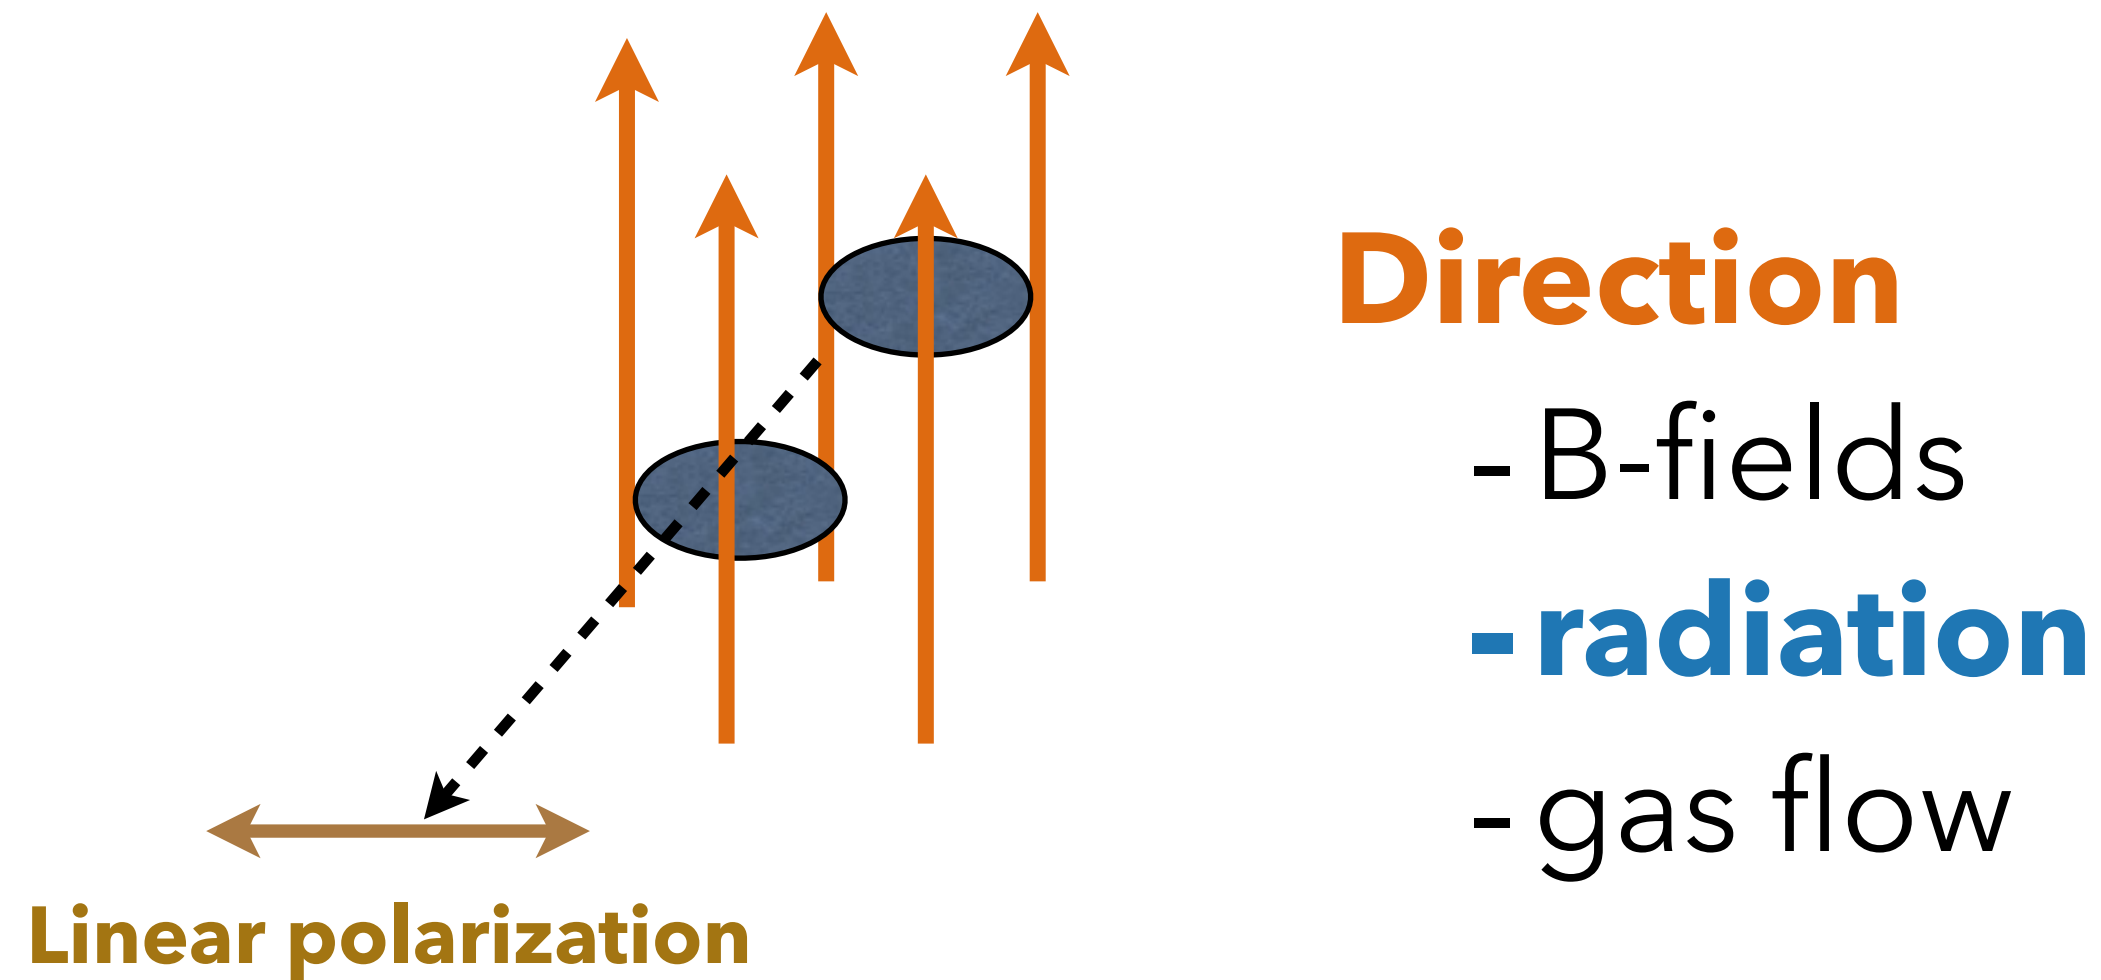 Direction
- B-fields
- radiation
- gas flow
Linear polarization